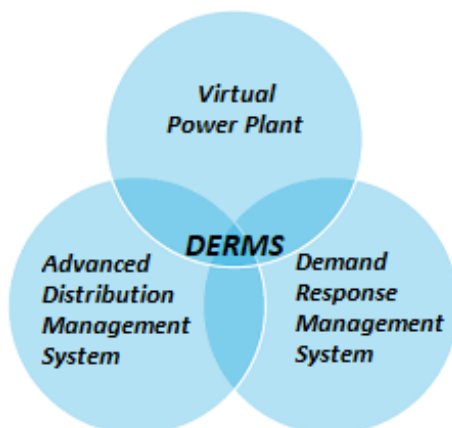 Virtual
Power Plant
DERMS
Advanced
Distribution
Management
System
Demand
Response
Management
System